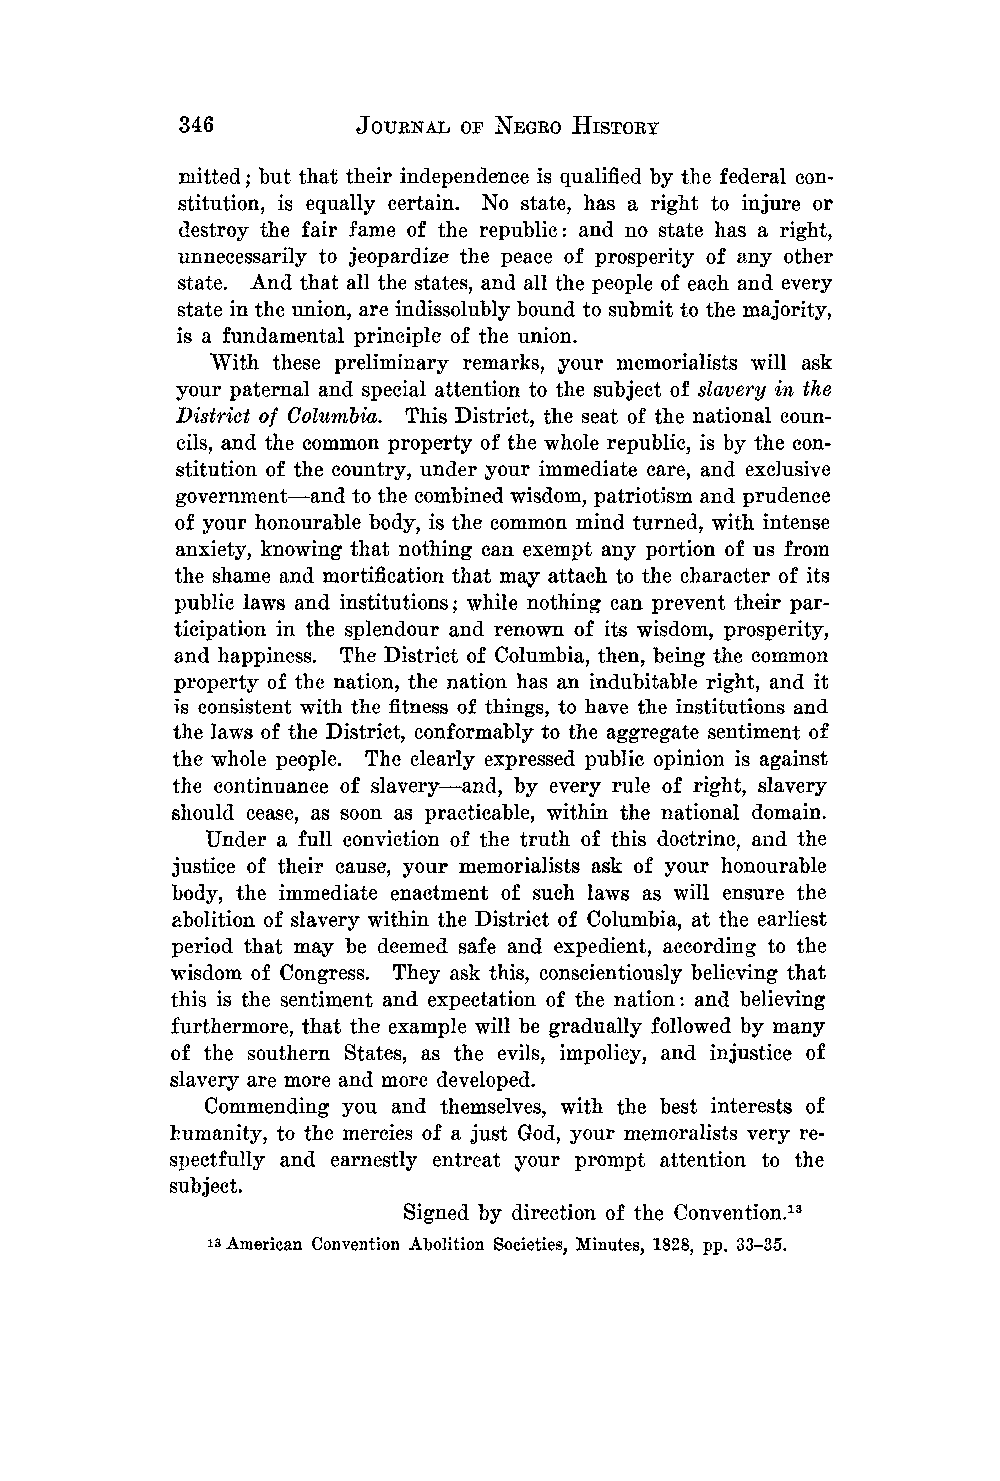 346 JOURNAL OF NEGRO HISTORY
mitted; but that their independence is qualified by the federal con-
stitution, is equally certain. No state, has a right to injure or
destroy the fair fame of the republic: and no state has a right,
unnecessarily to jeopardize the peace of prosperity of any other
state. And that all the states, and all the people of each and every
state in the union, are indissolubly bound to submit to the majority,
is a fundamental principle of the union.
With these preliminary remarks, your memorialists will ask
your paternal and special attention to the subject of slavery in the
District of Columbia. This District, the seat of the national coun-
cils, and the common property of the whole republic, is by the con-
stitution of the country, under your immediate care, and exclusive
government—and to the combined wisdom, patriotism and prudence
of your honourable body, is the common mind turned, with intense
anxiety, knowing that nothing can exempt any portion of us from
the shame and mortification that may attach to the character of its
public laws and institutions; while nothing can prevent their par-
ticipation in the splendour and renown of its wisdom, prosperity,
and happiness. The District of Columbia, then, being the common
property of the nation, the nation has an indubitable right, and it
is consistent with the fitness of things, to have the institutions and
the laws of the District, conformably to the aggregate sentiment of
the whole people. The clearly expressed public opinion is against
the continuance of slavery—and, by every rule of right, slavery
should cease, as soon as practicable, within the national domain.
Under a full conviction of the truth of this doctrine, and the
justice of their cause, your memorialists ask of your honourable
body, the immediate enactment of such laws as will ensure the
abolition of slavery within the District of Columbia, at the earliest
period that may be deemed safe and expedient, according to the
wisdom of Congress. They ask this, conscientiously believing that
this is the sentiment and expectation of the nation: and believing
furthermore, that the example will be gradually followed by many
of the southern States, as the evils, impolicy, and injustice of
slavery are more and more developed.
Commending you and themselves, with the best interests of
humanity, to the mercies of a just God, your memoralists very re-
spectfully and earnestly entreat your prompt attention to the
subject.
Signed by direction of the Convention.¹³
¹³ American Convention Abolition Societies, Minutes, 1828, pp. 33–35.